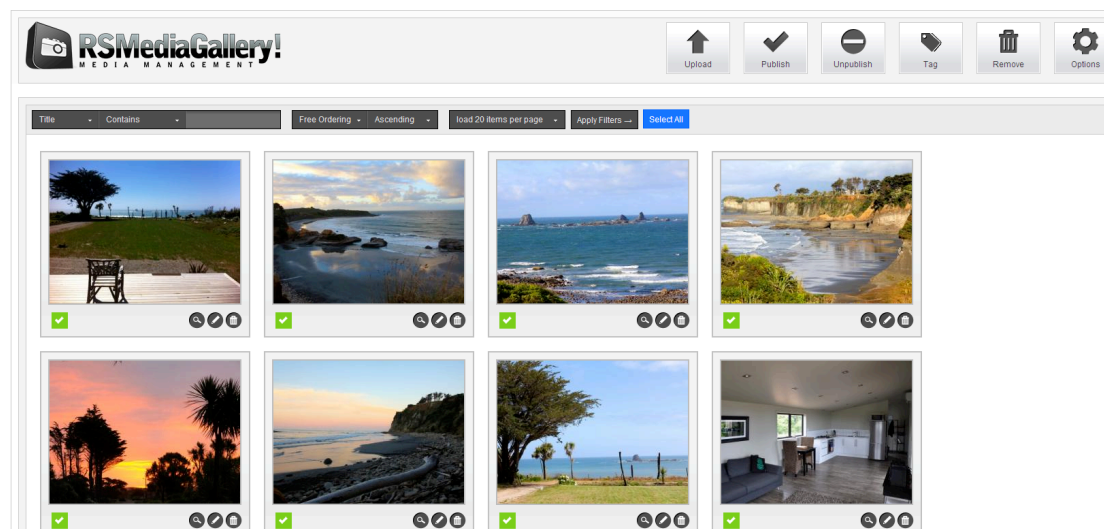 RSMediaGallery!
MEDIA MANAGEMENT
Upload
Publish
Unpublish
Tag
Remove
Options
Title
Contains
Free Ordering
Ascending
load 20 items per page
Apply Filters →
Select All